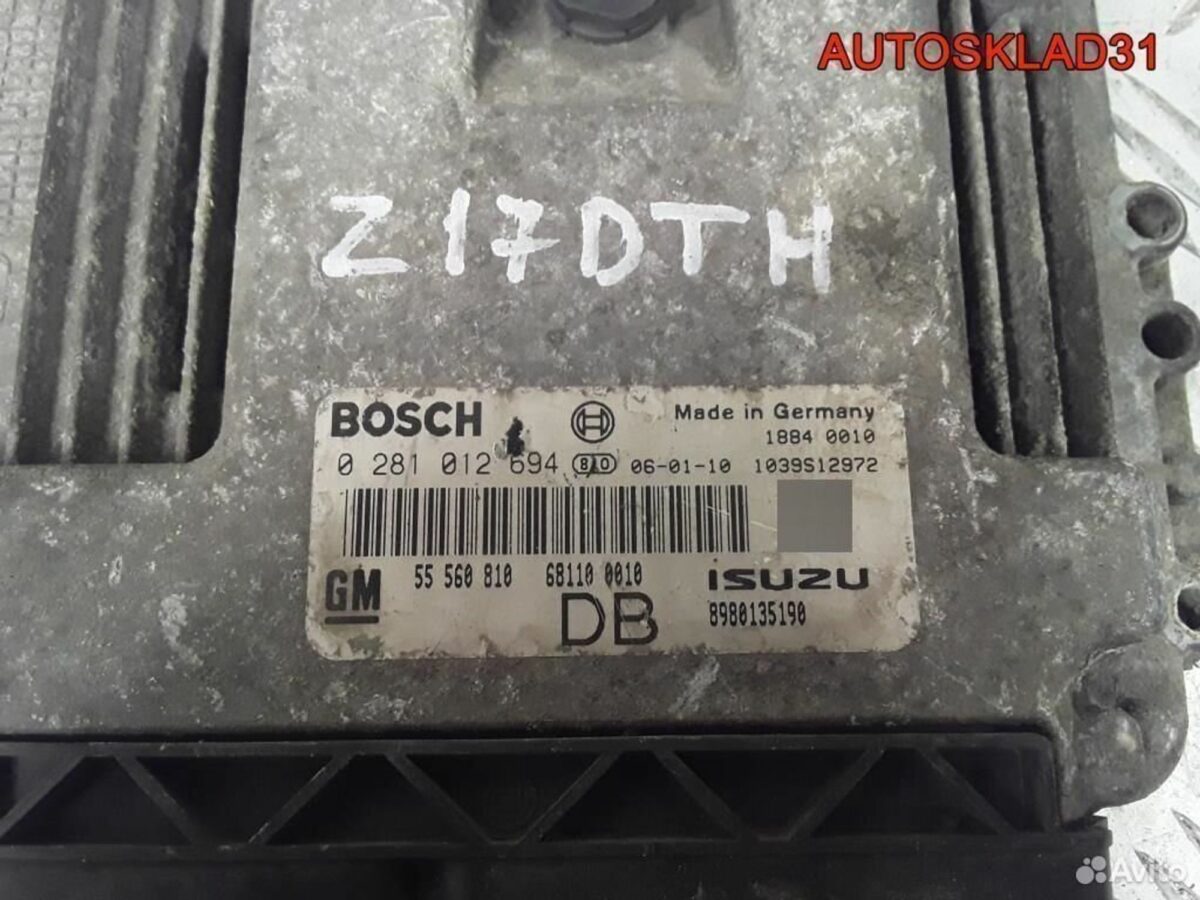 AUTOSKLAD31
Z17DTH
BOSCH Made in Germany
1884 0010
0 281 012 694 06-01-10 1039S12972
GM 55 560 810 68110 0010 ISUZU
DB 8980135190
Avito